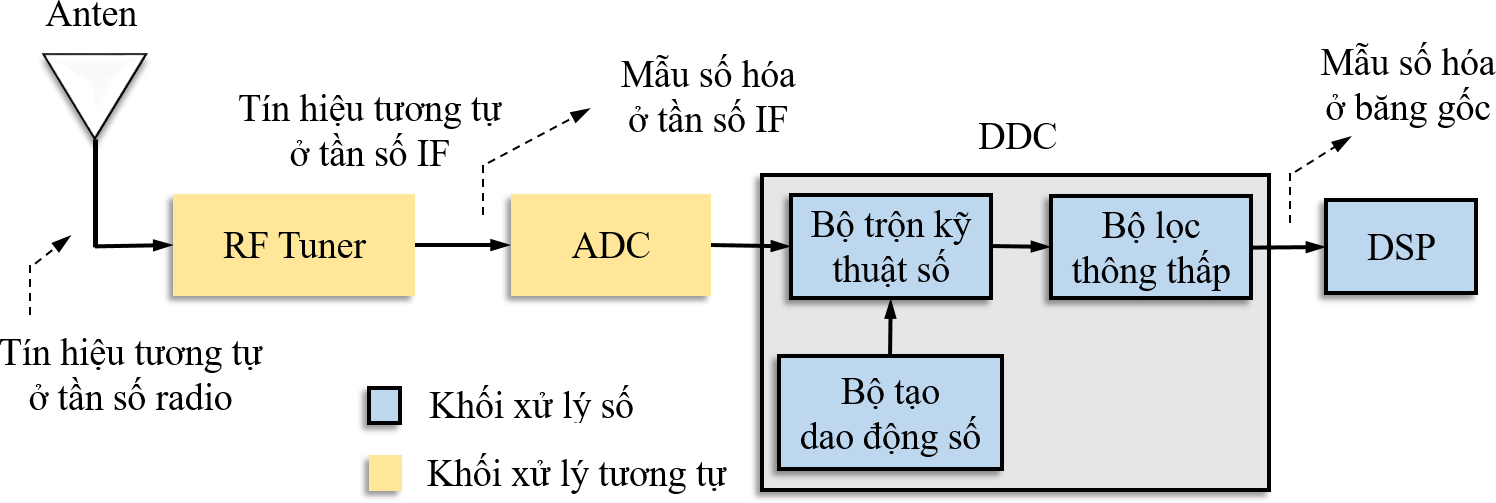 Anten
Tín hiệu tương tự
ở tần số IF
Mẫu số hóa
ở tần số IF
DDC
Mẫu số hóa
ở băng gốc
RF Tuner
ADC
Bộ trộn kỹ
thuật số
Bộ lọc
thông thấp
DSP
Tín hiệu tương tự
ở tần số radio
Bộ tạo
dao động số
Khối xử lý số
Khối xử lý tương tự